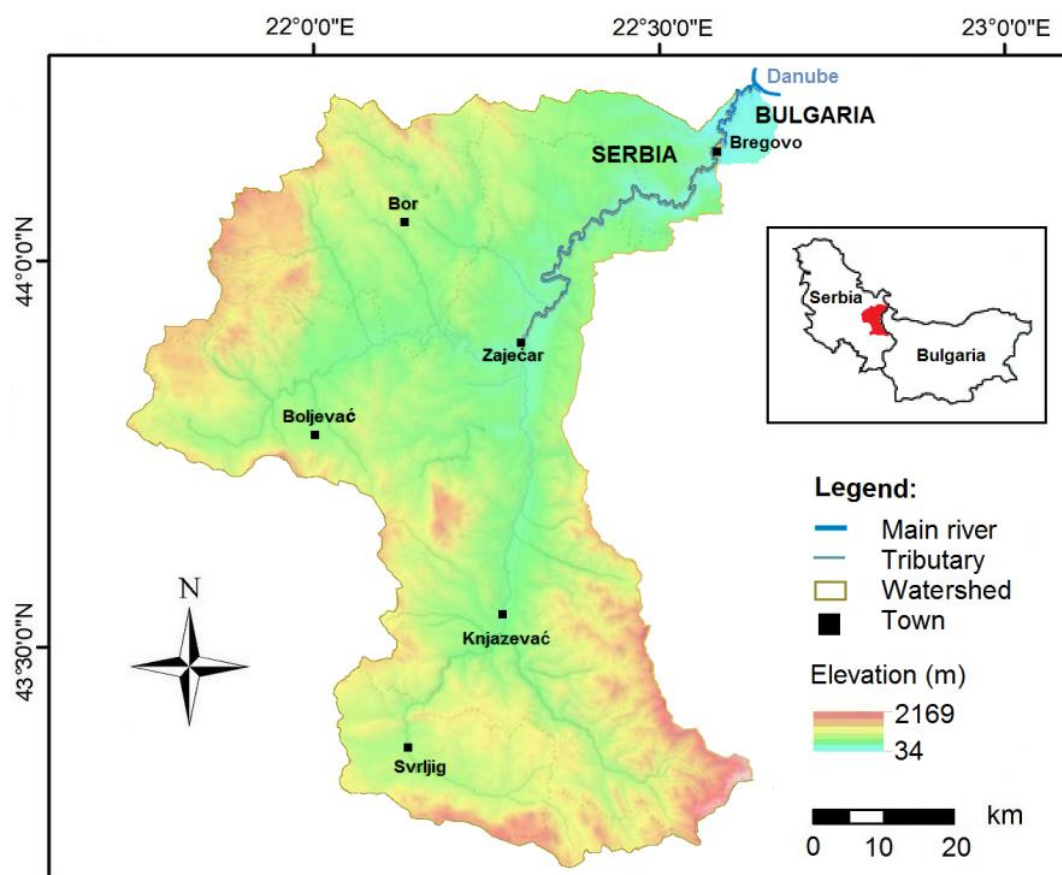 22°0'0"E
22°30'0"E
23°0'0"E
Danube
BULGARIA
Bregovo
SERBIA
Bor
44°0'0"N
Serbia
Bulgaria
Zajećar
Boljevać
Legend:
Main river
Tributary
Watershed
Town
N
Knjazevać
43°30'0"N
Elevation (m)
2169
34
Svrljig
km
0 10 20